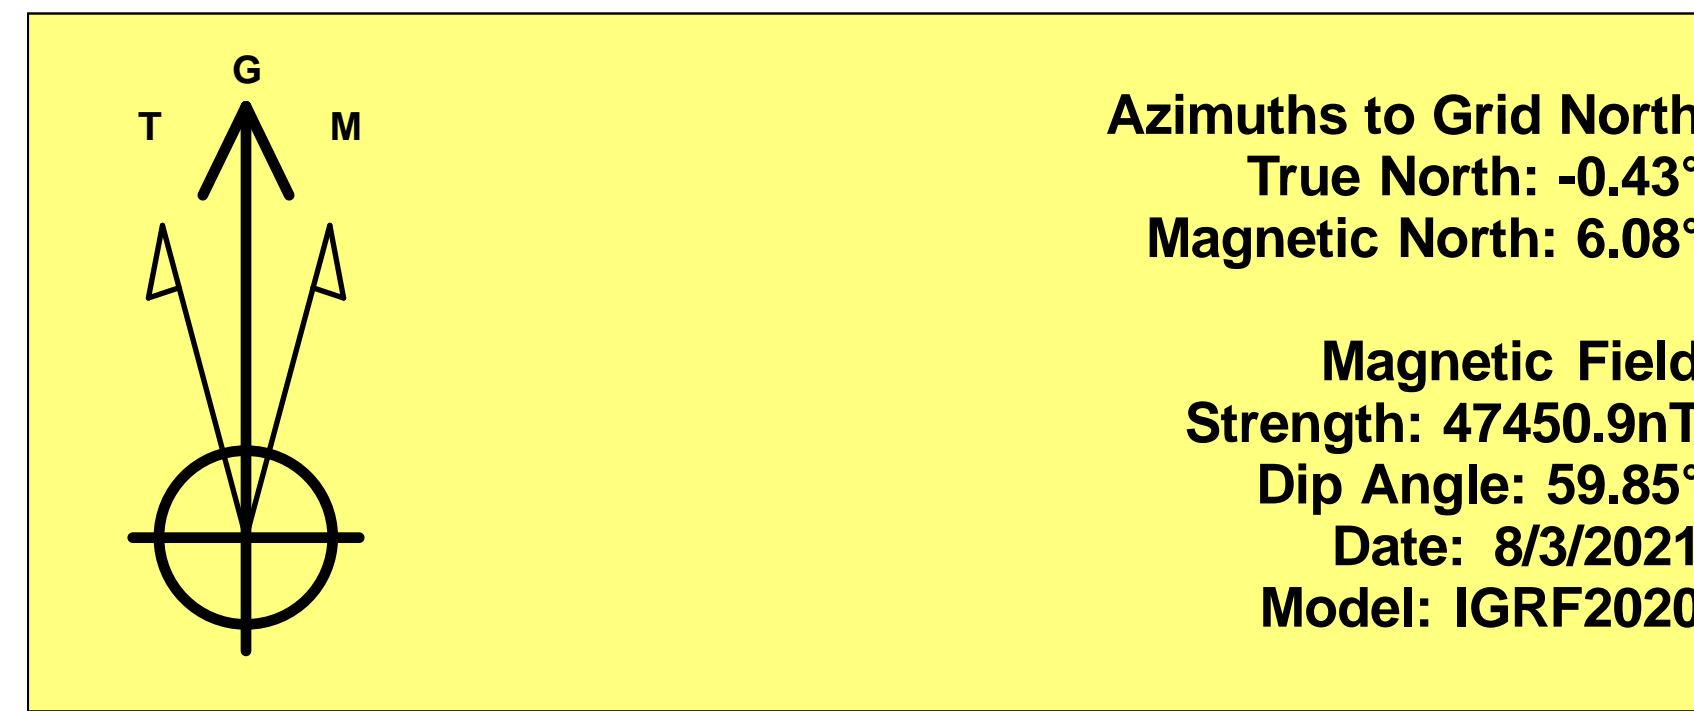 G
T M
Azimuths to Grid North
True North: -0.43°
Magnetic North: 6.08°
Magnetic Field
Strength: 47450.9nT
Dip Angle: 59.85°
Date: 8/3/2021
Model: IGRF2020